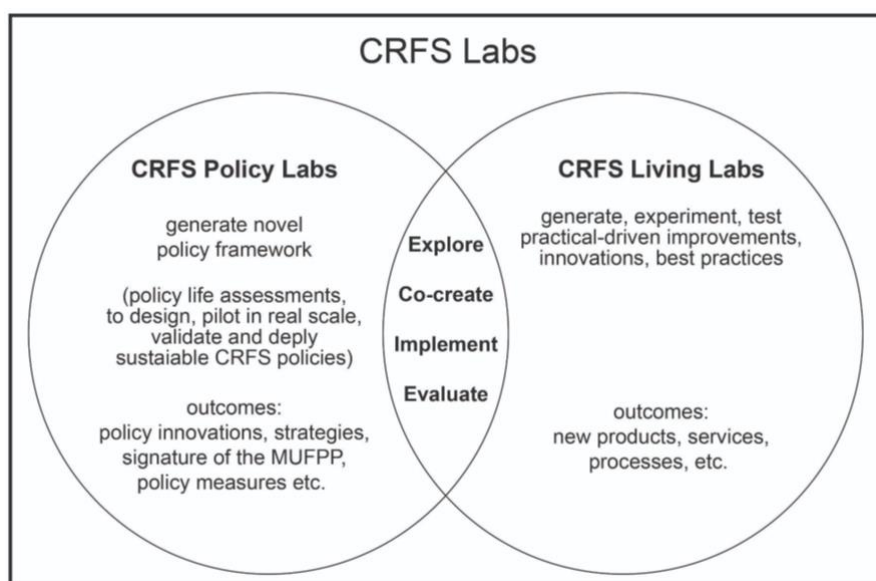 CRFS Labs
CRFS Policy Labs
generate novel
policy framework
(policy life assessments,
to design, pilot in real scale,
validate and deply
sustaiable CRFS policies)
outcomes:
policy innovations, strategies,
signature of the MUFPP,
policy measures etc.
Explore
Co-create
Implement
Evaluate
CRFS Living Labs
generate, experiment, test
practical-driven improvements,
innovations, best practices
outcomes:
new products, services,
processes, etc.